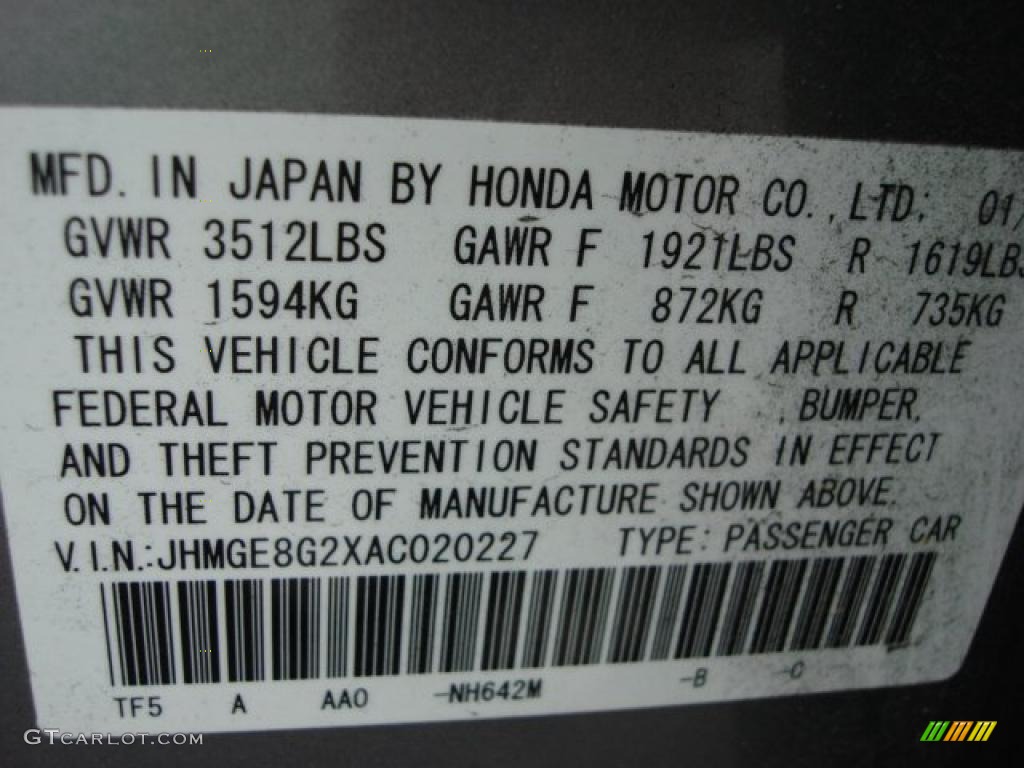 MFD. IN JAPAN BY HONDA MOTOR CO., LTD; 01/
GVWR 3512LBS GAWR F 1921LBS R 1619LBS
GVWR 1594KG GAWR F 872KG R 735KG
THIS VEHICLE CONFORMS TO ALL APPLICABLE
FEDERAL MOTOR VEHICLE SAFETY , BUMPER,
AND THEFT PREVENTION STANDARDS IN EFFECT
ON THE DATE OF MANUFACTURE SHOWN ABOVE.
V.I.N.:JHMGE8G2XAC020227 TYPE: PASSENGER CAR
TF5 A AA0 -NH642M -B -C
GTCARLOT.COM